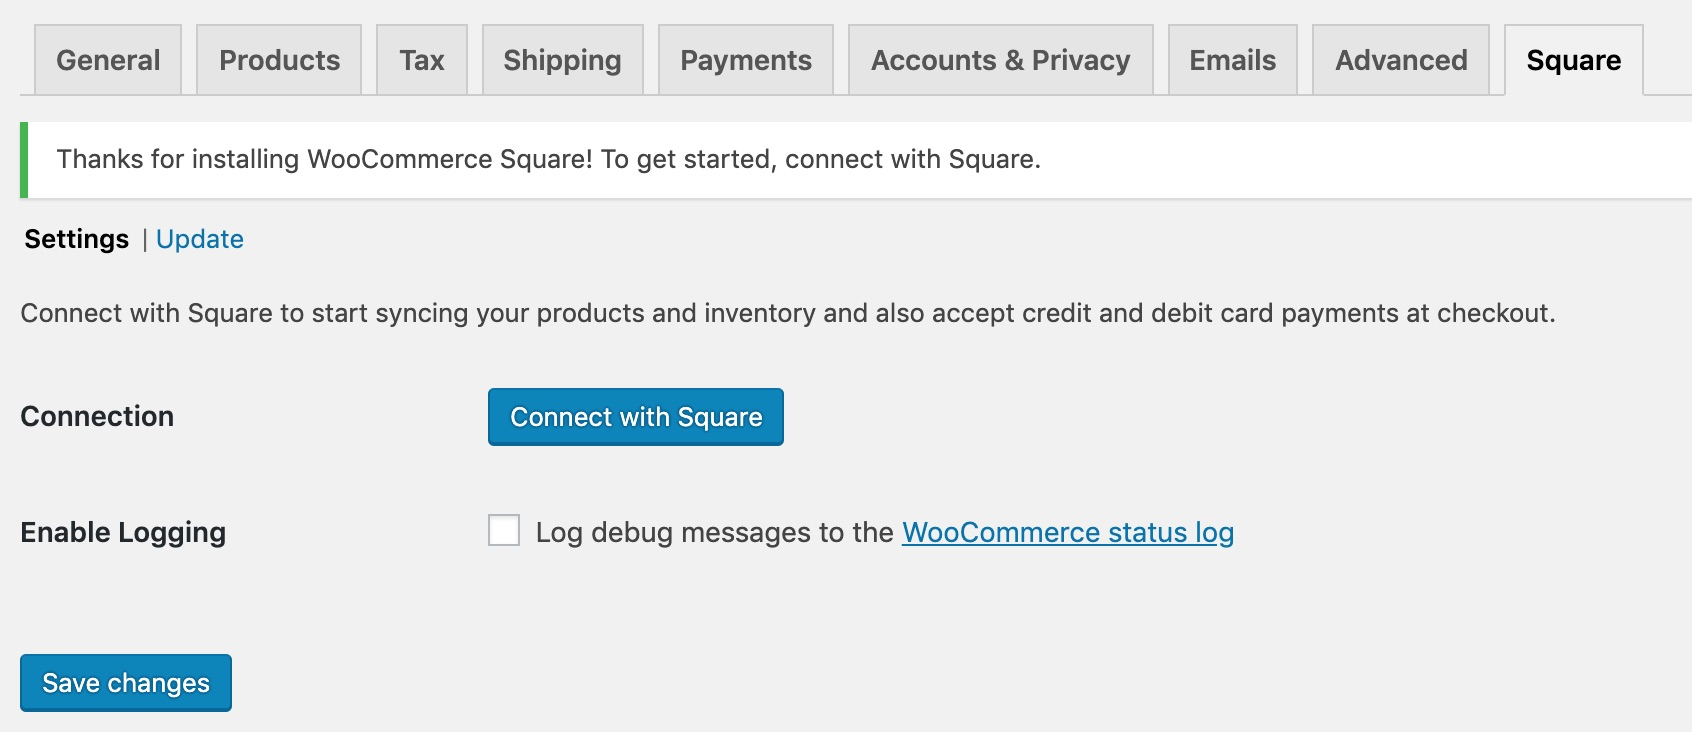 General Products Tax Shipping Payments Accounts & Privacy Emails Advanced Square
Thanks for installing WooCommerce Square! To get started, connect with Square.
Settings | Update
Connect with Square to start syncing your products and inventory and also accept credit and debit card payments at checkout.
Connection Connect with Square
Enable Logging Log debug messages to the WooCommerce status log
Save changes